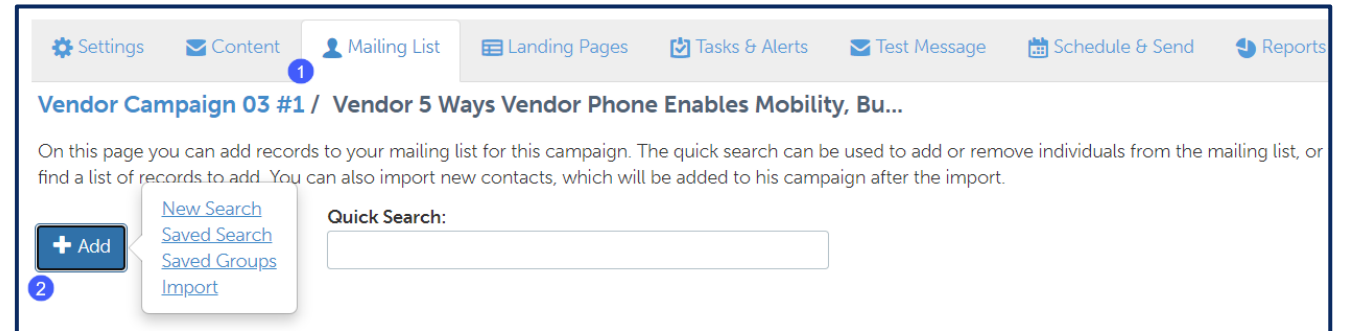 Settings Content Mailing List Landing Pages Tasks & Alerts Test Message Schedule & Send Reports
1
Vendor Campaign 03 #1 / Vendor 5 Ways Vendor Phone Enables Mobility, Bu...
On this page you can add records to your mailing list for this campaign. The quick search can be used to add or remove individuals from the mailing list, or
find a list of records to add. You can also import new contacts, which will be added to his campaign after the import.
New Search
Saved Search
Saved Groups
Import
Quick Search:
+ Add
2